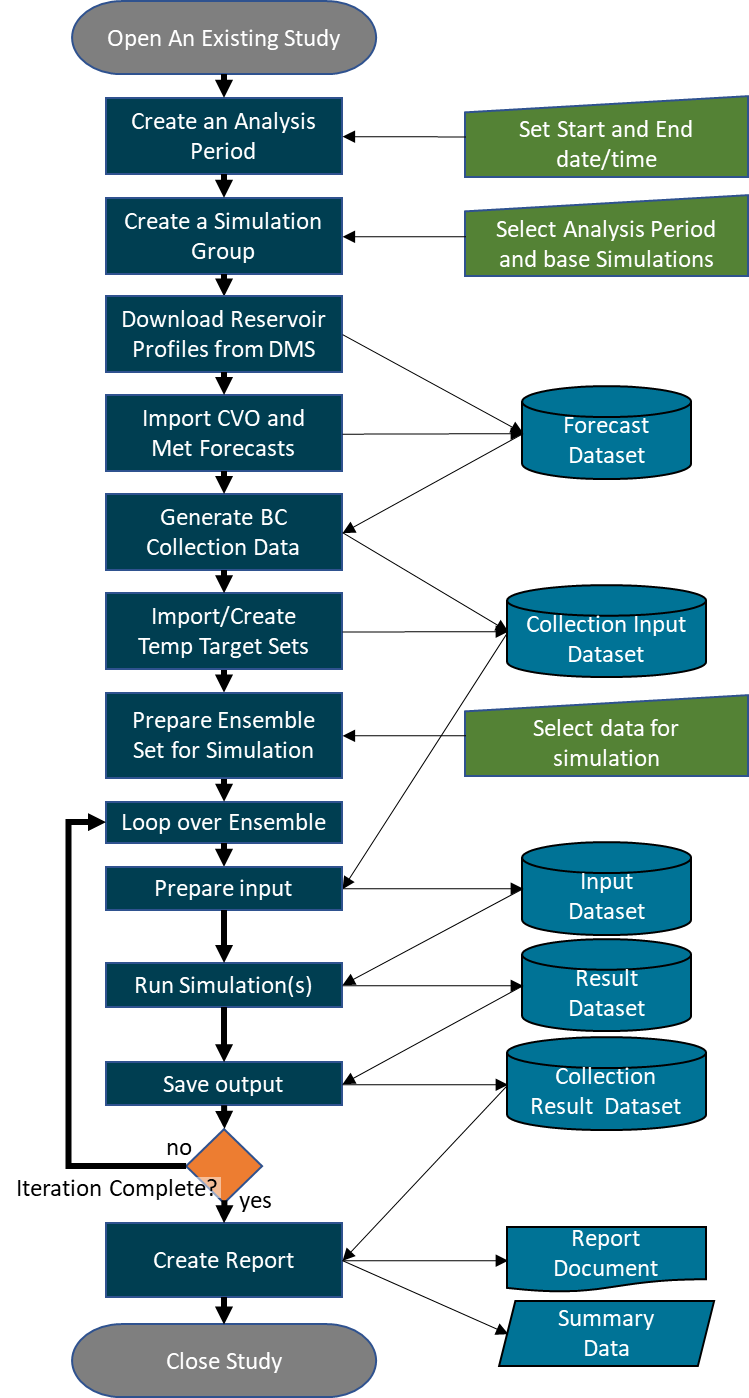 Open An Existing Study
Create an Analysis
Period
Set Start and End
date/time
Create a Simulation
Group
Select Analysis Period
and base Simulations
Download Reservoir
Profiles from DMS
Import CVO and
Met Forecasts
Forecast
Dataset
Generate BC
Collection Data
Import/Create
Temp Target Sets
Collection Input
Dataset
Prepare Ensemble
Set for Simulation
Select data for
simulation
Loop over Ensemble
Prepare input
Input
Dataset
Run Simulation(s)
Result
Dataset
Save output
Collection
Result Dataset
no
Iteration Complete?
yes
Create Report
Report
Document
Summary
Data
Close Study